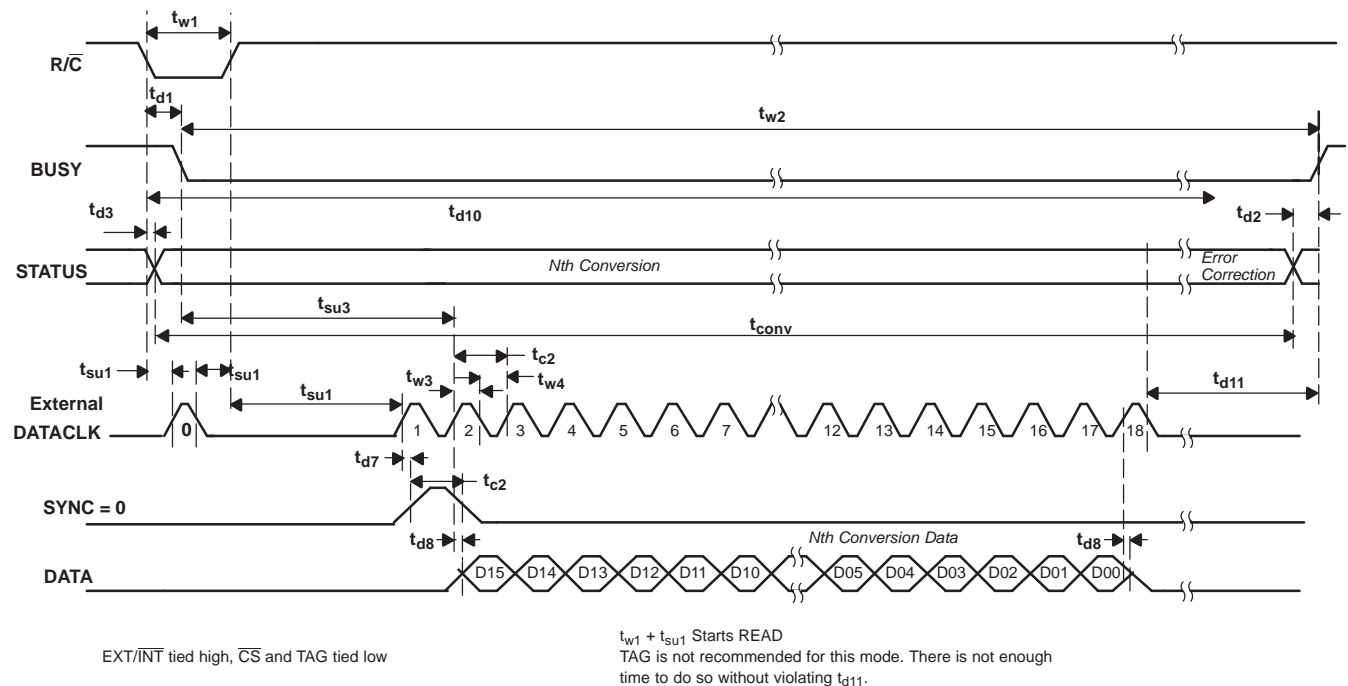 tw1
R/C
td1
tw2
BUSY
td3
td10
td2
STATUS
Nth Conversion
Error
Correction
tsu3
tconv
tc2
tsu1
tsu1
tw3
tw4
tsu1
td11
External
DATACLK
0 1 2 3 4 5 6 7 12 13 14 15 16 17 18
td7
tc2
SYNC = 0
Nth Conversion Data
td8
td8
DATA
D15 D14 D13 D12 D11 D10 D05 D04 D03 D02 D01 D00
EXT/INT tied high, CS and TAG tied low
tw1 + tsu1 Starts READ
TAG is not recommended for this mode. There is not enough
time to do so without violating td11.